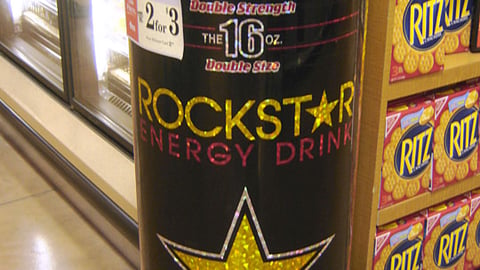 2 for $3
Double Strength
THE 16 OZ.
Double Size
ROCKSTAR
ENERGY DRINK
RITZ
RITZ
RITZ
RITZ
RITZ
RITZ
RITZ